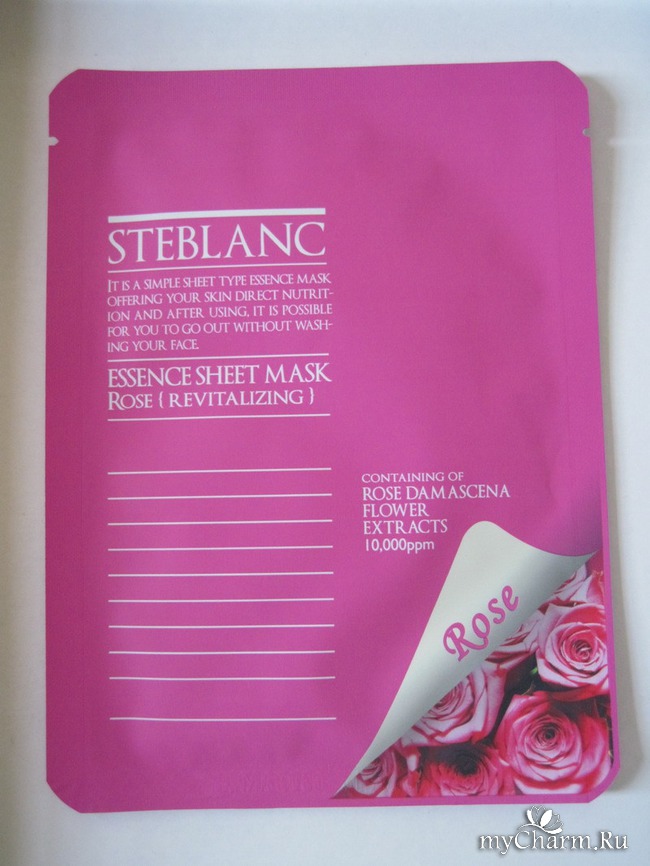 STEBLANC
IT IS A SIMPLE SHEET TYPE ESSENCE MASK
OFFERING YOUR SKIN DIRECT NUTRIT-
ION AND AFTER USING, IT IS POSSIBLE
FOR YOU TO GO OUT WITHOUT WASH-
ING YOUR FACE.
ESSENCE SHEET MASK
ROSE { REVITALIZING }
CONTAINING OF
ROSE DAMASCENA
FLOWER
EXTRACTS
10,000ppm
Rose
myCharm.Ru